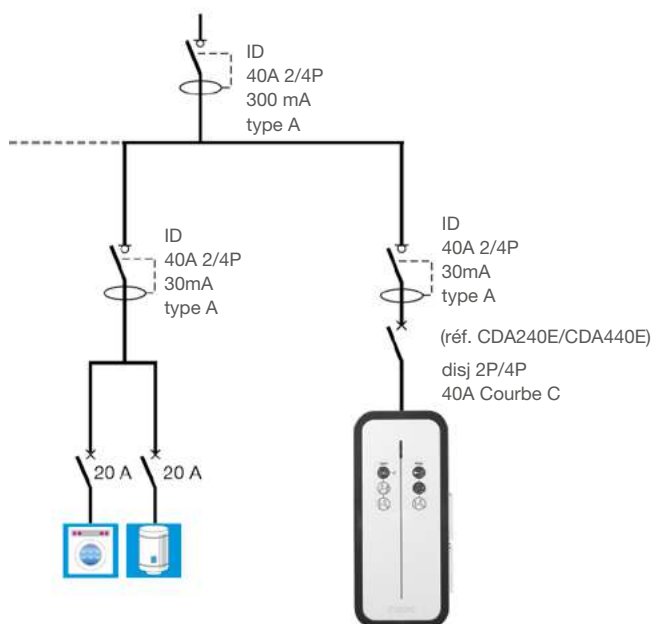 ID
40A 2/4P
300 mA
type A
ID
40A 2/4P
30mA
type A
ID
40A 2/4P
30mA
type A
(réf. CDA240E/CDA440E)
disj 2P/4P
40A Courbe C
20 A
20 A